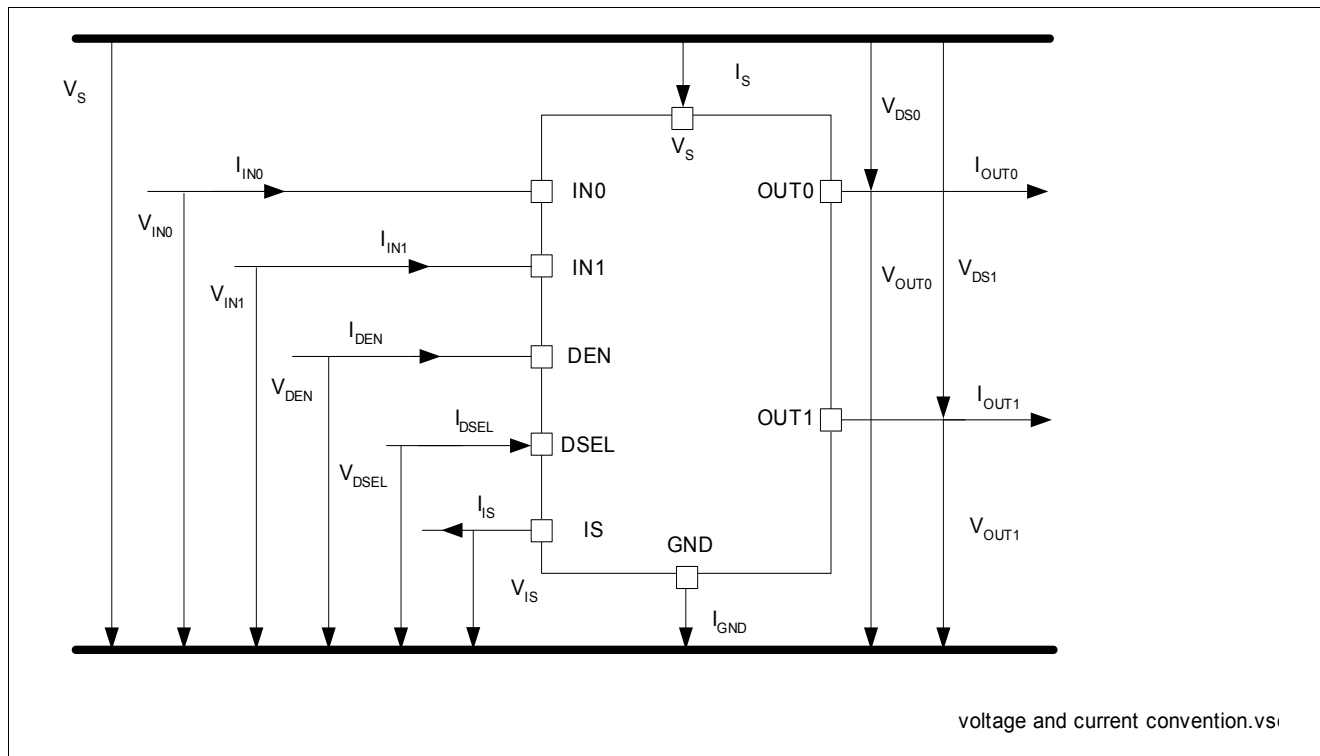 V_S
I_S
V_DS0
V_S
I_IN0
IN0
OUT0
I_OUT0
V_IN0
I_IN1
IN1
V_IN1
V_OUT0
V_DS1
I_DEN
DEN
V_DEN
I_DSEL
DSEL
OUT1
I_OUT1
V_DSEL
I_IS
IS
GND
V_OUT1
V_IS
I_GND
voltage and current convention.vs